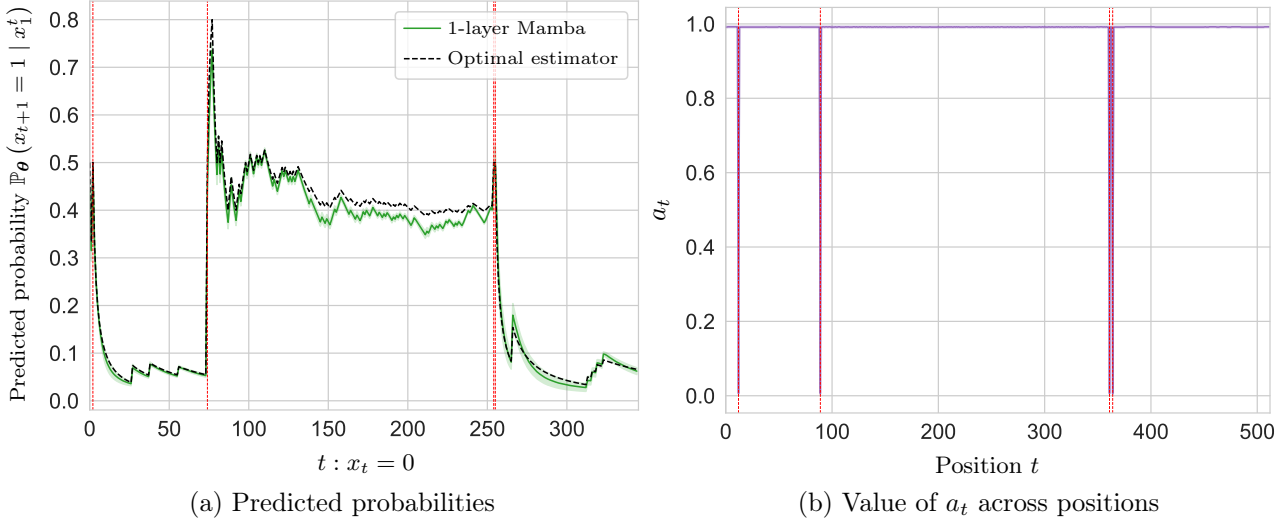 Predicted probability ℙ_θ (x_{t+1} = 1 | x_1^t)
0.8
0.7
0.6
0.5
0.4
0.3
0.2
0.1
0.0
1-layer Mamba
Optimal estimator
0 50 100 150 200 250 300
t : x_t = 0
(a) Predicted probabilities
a_t
1.0
0.8
0.6
0.4
0.2
0.0
0 100 200 300 400 500
Position t
(b) Value of a_t across positions